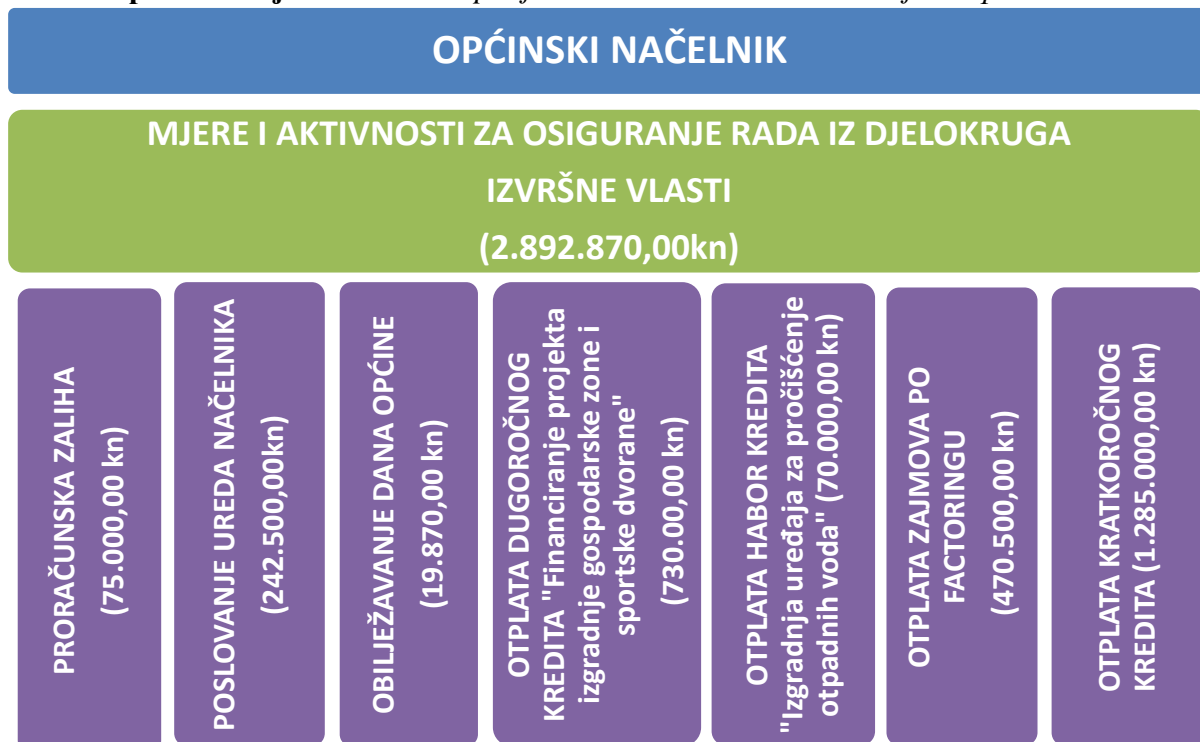 OPĆINSKI NAČELNIK
MJERE I AKTIVNOSTI ZA OSIGURANJE RADA IZ DJELOKRUGA
IZVRŠNE VLASTI
(2.892.870,00kn)
PRORAČUNSKA ZALIHA
(75.000,00 kn)
POSLOVANJE UREDA NAČELNIKA
(242.500,00kn)
OBILJEŽAVANJE DANA OPĆINE
(19.870,00 kn)
OTPLATA DUGOROČNOG
KREDITA "Financiranje projekta
izgradnje gospodarske zone i
sportske dvorane"
(730.00,00 kn)
OTPLATA HABOR KREDITA
"Izgradnja uređaja za pročišćenje
otpadnih voda" (70.000,00 kn)
OTPLATA ZAJMOVA PO
FACTORINGU
(470.500,00 kn)
OTPLATA KRATKOROČNOG
KREDITA (1.285.000,00 kn)